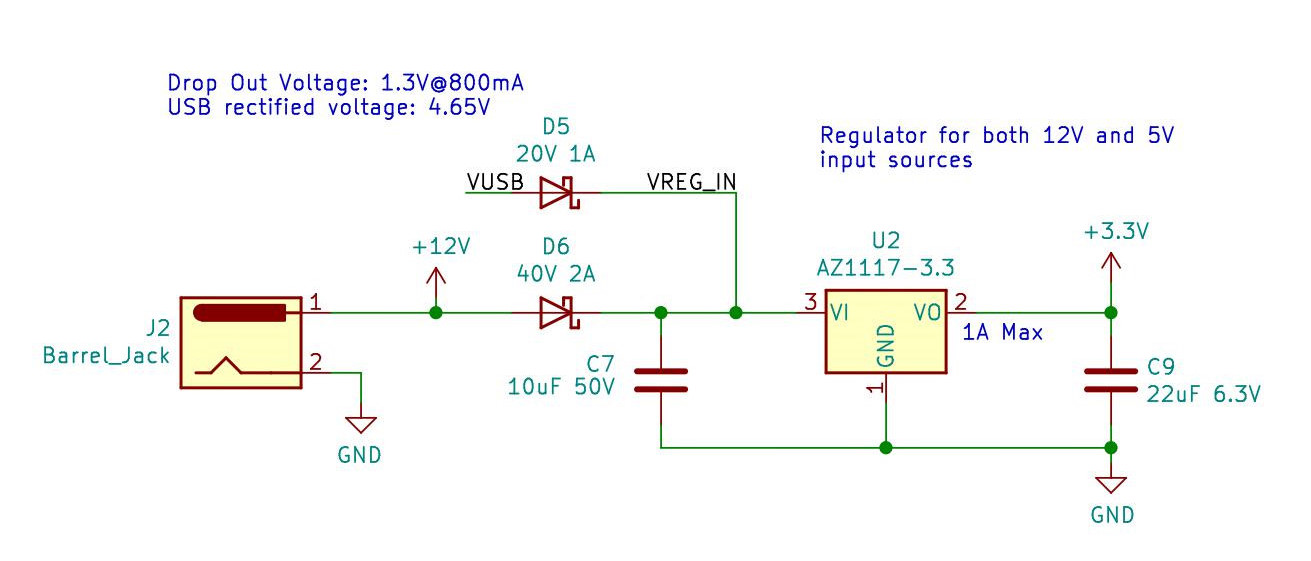 Drop Out Voltage: 1.3V@800mA
USB rectified voltage: 4.65V
D5
20V 1A
VUSB
VREG_IN
Regulator for both 12V and 5V
input sources
+12V
D6
40V 2A
U2
AZ1117-3.3
+3.3V
J2
Barrel_Jack
1
2
GND
C7
10uF 50V
3
VI
VO
2
GND
1
1A Max
C9
22uF 6.3V
GND